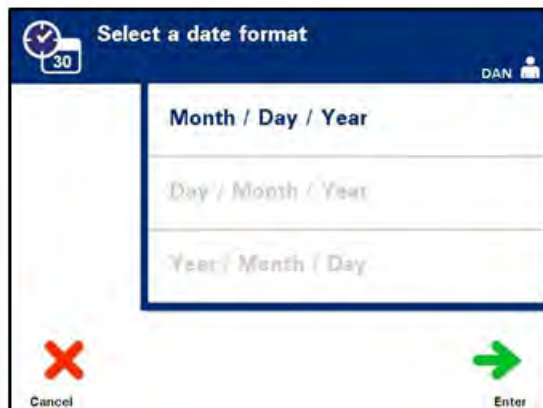 Select a date format
30
DAN
Month / Day / Year
Day / Month / Year
Year / Month / Day
Cancel
Enter